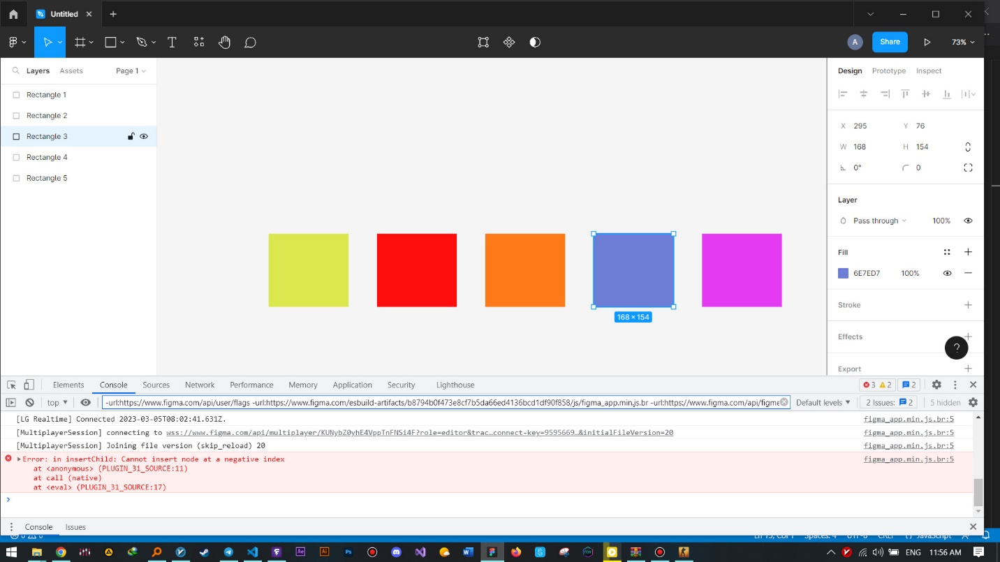 Untitled
A
Share
73%
Layers
Assets
Page 1
Rectangle 1
Rectangle 2
Rectangle 3
Rectangle 4
Rectangle 5
168 × 154
Design
Prototype
Inspect
X 295
Y 76
W 168
H 154
0°
0
Layer
Pass through
100%
Fill
6E7ED7
100%
Stroke
Effects
?
Export
Elements
Console
Sources
Network
Performance
Memory
Application
Security
Lighthouse
3
2
2
top
-url:https://www.figma.com/api/user/flags -url:https://www.figma.com/esbuild-artifacts/b8794b0f473e8cf7b5da66ed4136bcd1df90f858/js/figma_app.min.js.br -url:https://www.figma.com/api/figme
Default levels
2 Issues: 2
5 hidden
[LG Realtime] Connected 2023-03-05T08:02:41.631Z.
figma_app.min.js.br:5
[MultiplayerSession] connecting to wss://www.figma.com/api/multiplayer/KUNybZ0yhE4VppTnFNSi4F?role=editor&trac…connect-key=9595669…&initialFileVersion=20
figma_app.min.js.br:5
[MultiplayerSession] Joining file version (skip_reload) 20
figma_app.min.js.br:5
Error: in insertChild: Cannot insert node at a negative index
figma_app.min.js.br:5
at <anonymous> (PLUGIN_31_SOURCE:11)
at call (native)
at <eval> (PLUGIN_31_SOURCE:17)
Console
Issues
Ae
Ai
Ps
ENG
11:56 AM